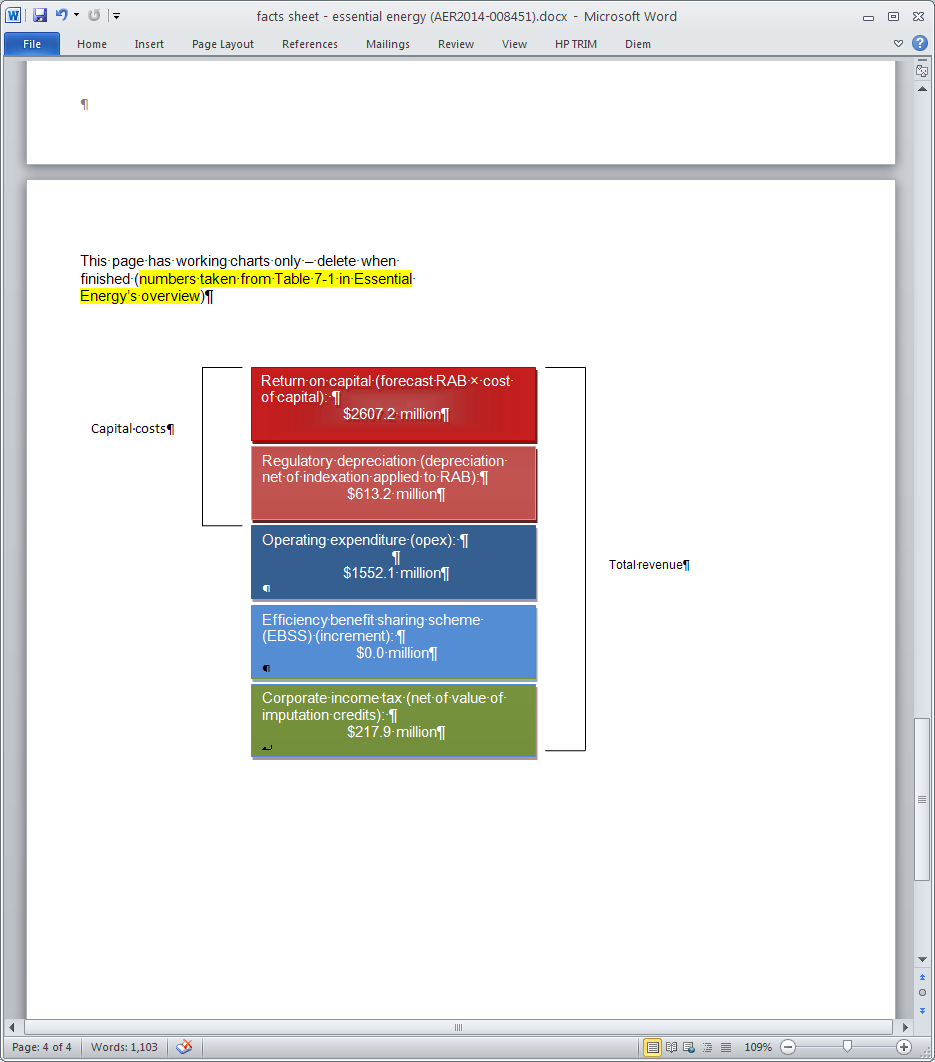 facts sheet - essential energy (AER2014-008451).docx - Microsoft Word
File Home Insert Page Layout References Mailings Review View HP TRIM Diem
¶
This·page·has·working·charts·only·–·delete·when·
finished·(numbers·taken·from·Table·7-1·in·Essential·
Energy's·overview)¶
Return·on·capital·(forecast·RAB·×·cost·
of·capital):·¶
$2607.2·million¶
Capital·costs¶
Regulatory·depreciation·(depreciation·
net·of·indexation·applied·to·RAB):¶
$613.2·million¶
Operating·expenditure·(opex):·¶
¶
$1552.1·million¶
¶
Total·revenue¶
Efficiency·benefit·sharing·scheme·
(EBSS)·(increment):·¶
$0.0·million¶
¶
Corporate·income·tax·(net·of·value·of·
imputation·credits):·¶
$217.9·million¶
Page: 4 of 4 Words: 1,103 109%